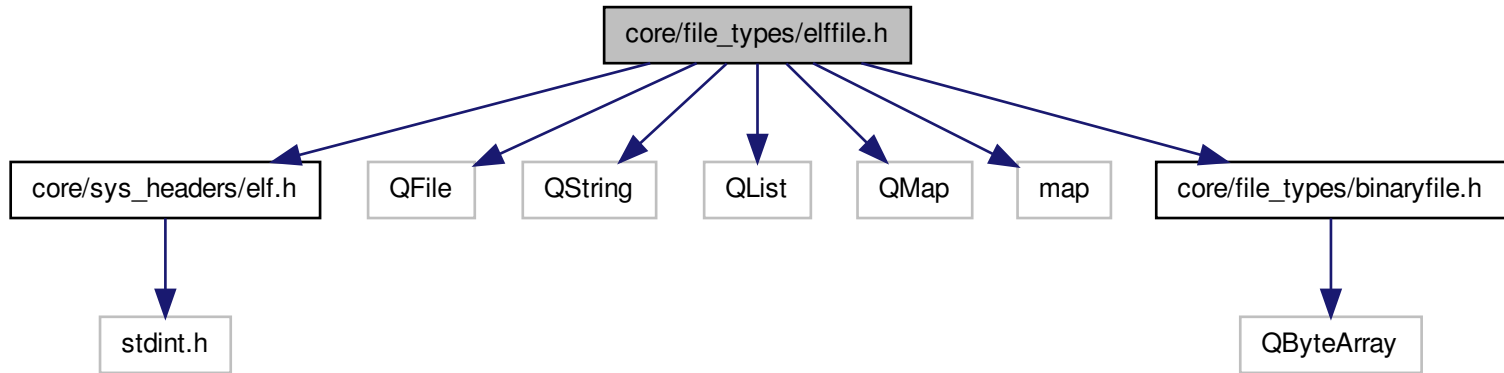 core/file_types/elffile.h
core/sys_headers/elf.h
QFile
QString
QList
QMap
map
core/file_types/binaryfile.h
stdint.h
QByteArray